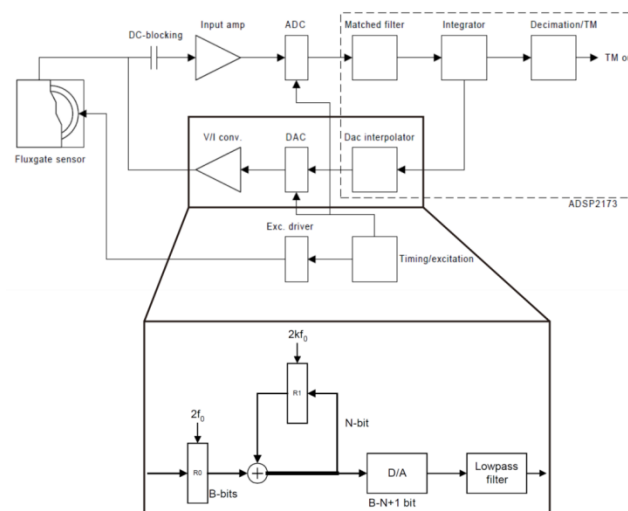 DC-blocking
Input amp
ADC
Matched filter
Integrator
Decimation/TM
TM
Fluxgate sensor
V/I conv.
DAC
Dac interpolator
ADSP2173
Exc. driver
Timing/excitation
2kf₀
R1
N-bit
2f₀
R0
B-bits
D/A
B-N+1 bit
Lowpass
filter